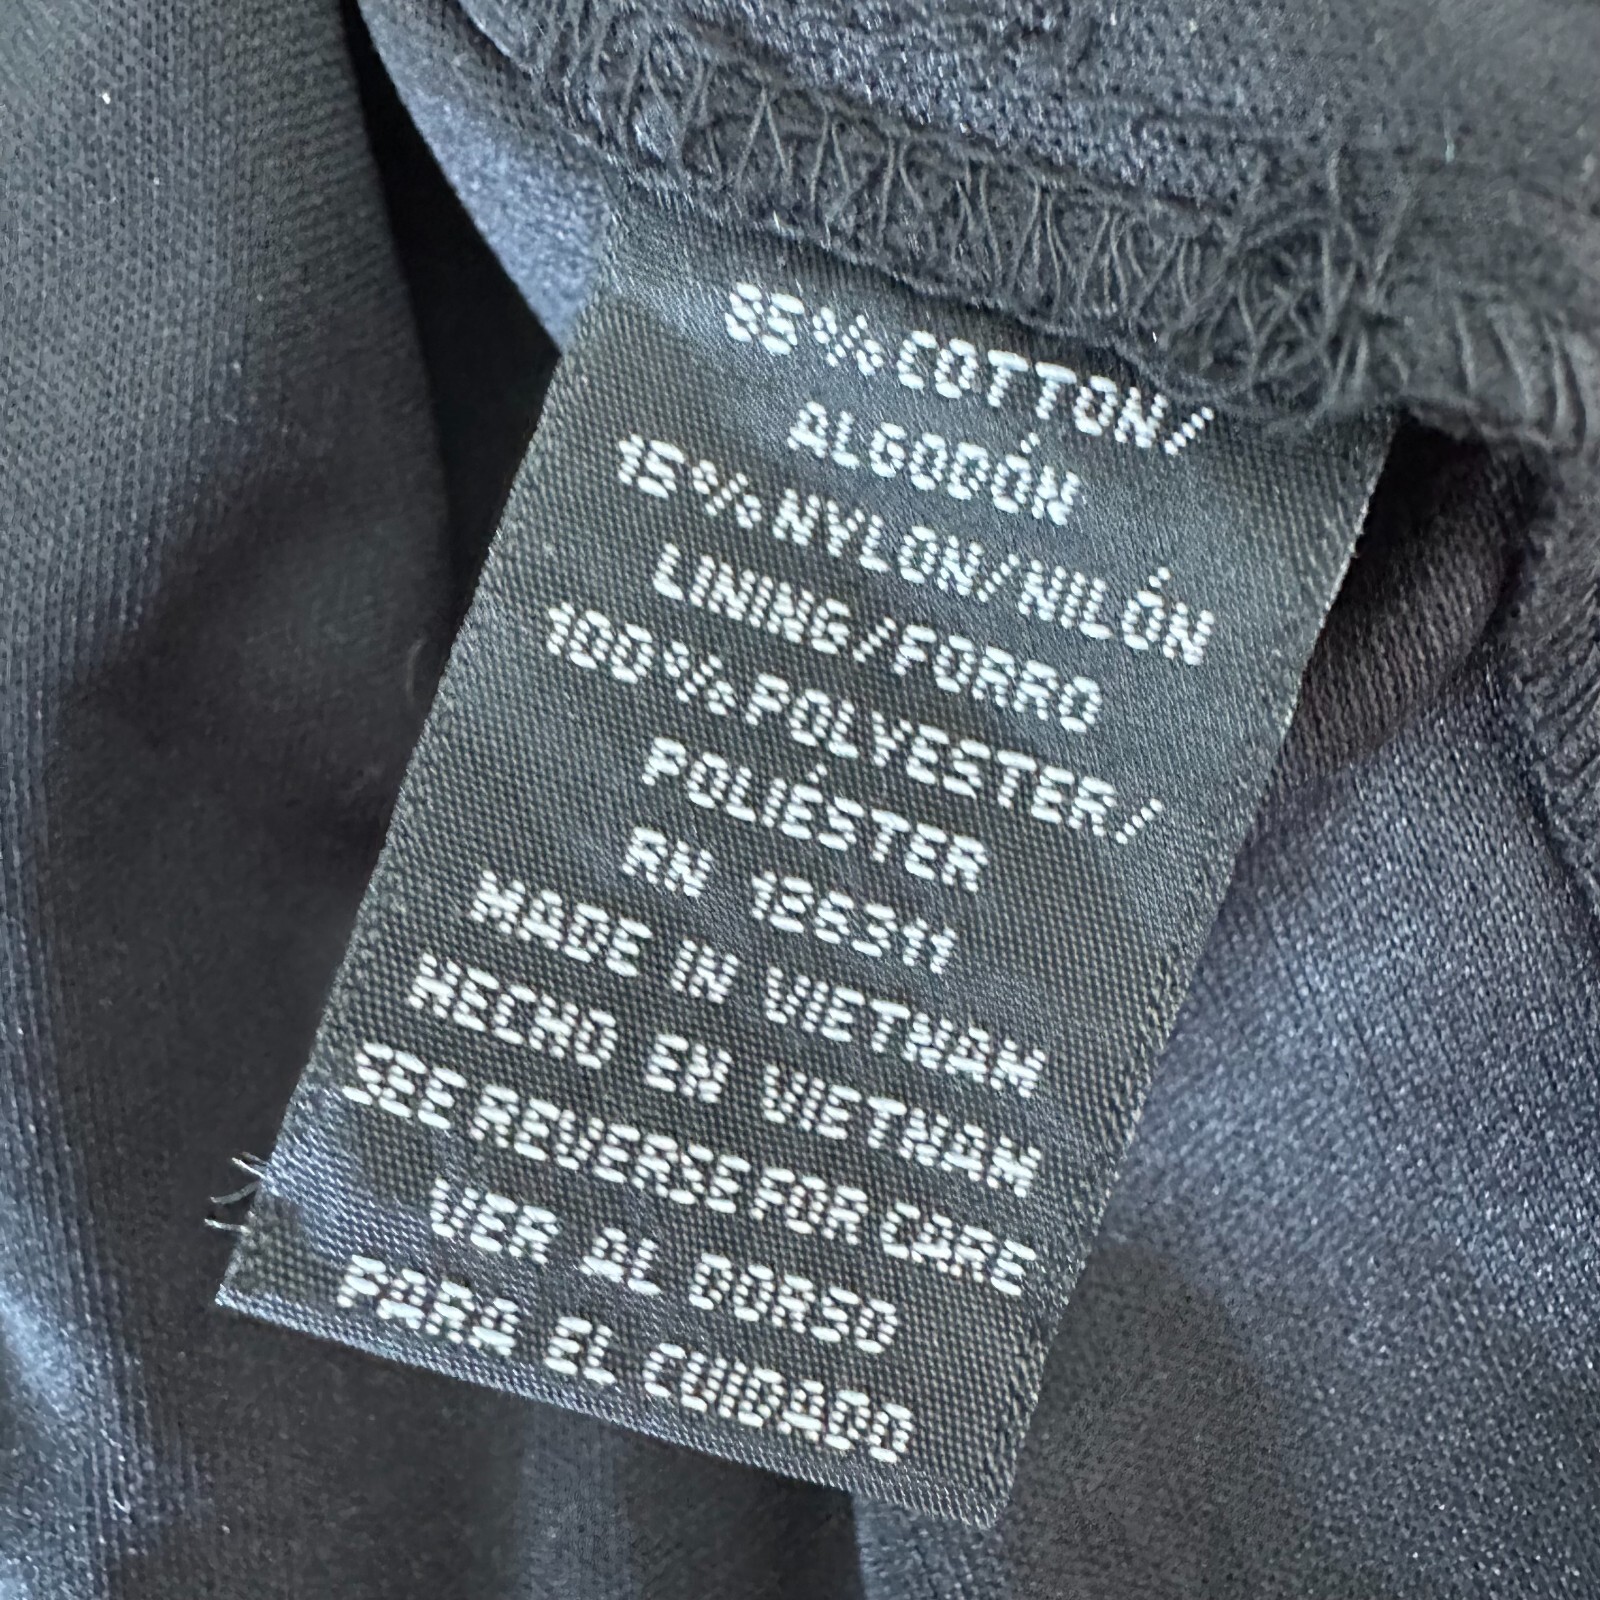 85% COTTON/
ALGODÓN
15% NYLON/NILÓN
LINING/FORRO
100% POLYESTER/
POLIÉSTER
RN
MADE IN VIETNAM
HECHO EN VIETNAM
SEE REVERSE FOR CARE
VER AL DORSO
PARA EL CUIDADO